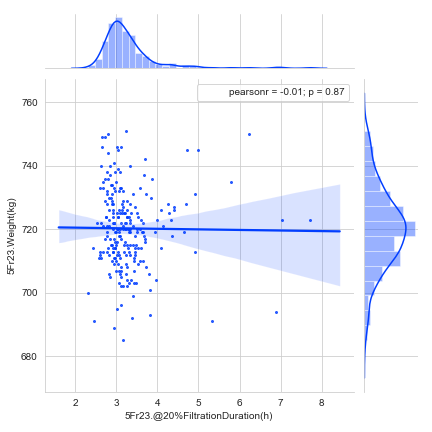 pearsonr = -0.01; p = 0.87
760
740
720
700
680
5Fr23.Weight(kg)
2 3 4 5 6 7 8
5Fr23.@20%FiltrationDuration(h)